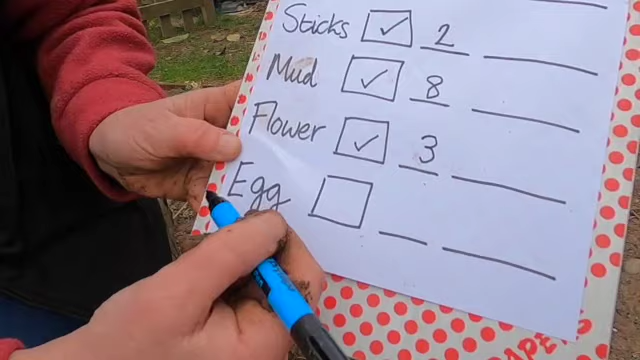 Sticks ☑ 2
Mud ☑ 8
Flower ☑ 3
Egg ☐